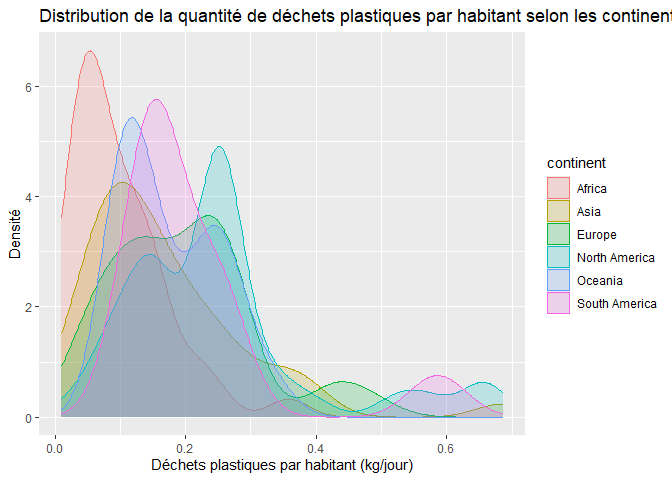 Distribution de la quantité de déchets plastiques par habitant selon les continent
6
4
2
0
Densité
0.0 0.2 0.4 0.6
Déchets plastiques par habitant (kg/jour)
continent
Africa
Asia
Europe
North America
Oceania
South America